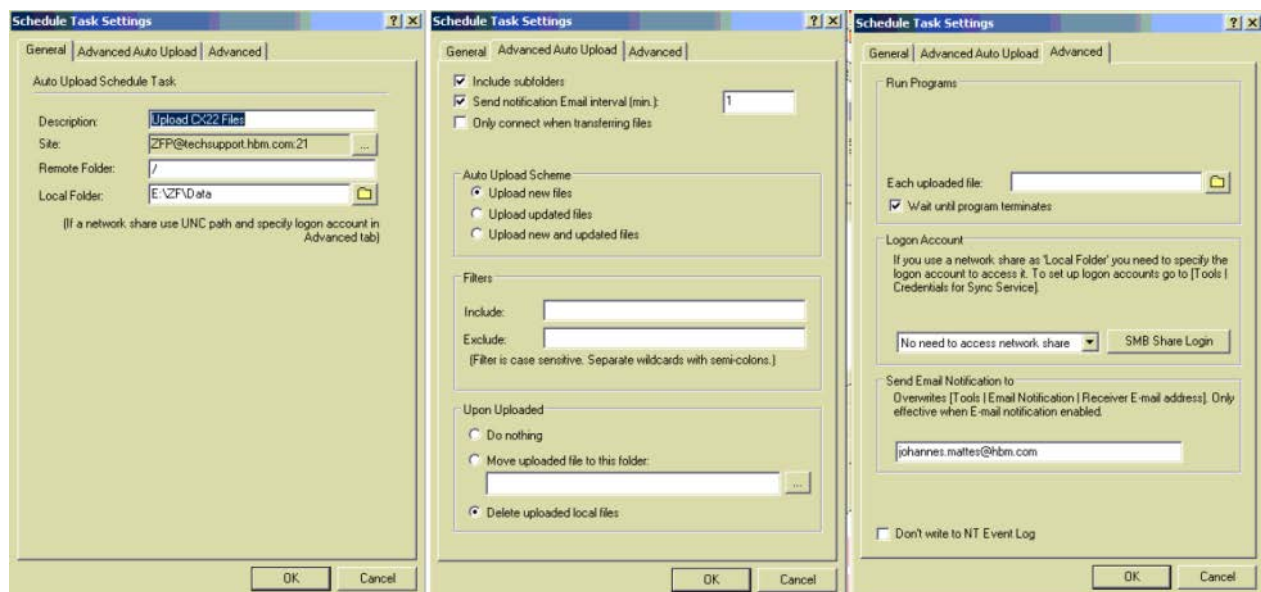 Schedule Task Settings
General Advanced Auto Upload Advanced
Auto Upload Schedule Task
Description: Upload CX22 Files
Site: ZFP@techsupport.hbm.com:21 ...
Remote Folder: /
Local Folder: E:\ZF\Data
(If a network share use UNC path and specify logon account in
Advanced tab)
OK Cancel
Schedule Task Settings
General Advanced Auto Upload Advanced
Include subfolders
Send notification Email interval (min.): 1
Only connect when transferring files
Auto Upload Scheme
Upload new files
Upload updated files
Upload new and updated files
Filters
Include:
Exclude:
(Filter is case sensitive. Separate wildcards with semi-colons.)
Upon Uploaded
Do nothing
Move uploaded file to this folder:
...
Delete uploaded local files
OK Cancel
Schedule Task Settings
General Advanced Auto Upload Advanced
Run Programs
Each uploaded file:
Wait until program terminates
Logon Account
If you use a network share as 'Local Folder' you need to specify the
logon account to access it. To set up logon accounts go to [Tools |
Credentials for Sync Service].
No need to access network share SMB Share Login
Send Email Notification to
Overwrites [Tools | Email Notification | Receiver E-mail address]. Only
effective when E-mail notification enabled.
johannes.mattes@hbm.com
Don't write to NT Event Log
OK Cancel